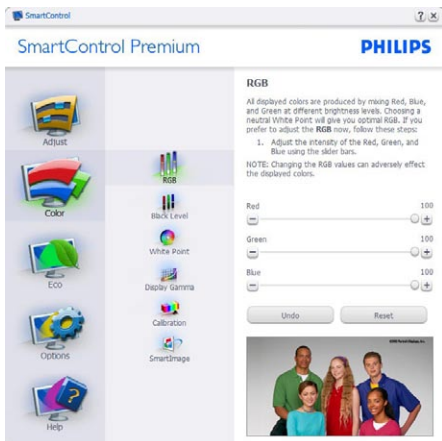 SmartControl
SmartControl Premium
PHILIPS
Adjust
Color
Eco
Options
Help
RGB
Black Level
White Point
Display Gamma
Calibration
SmartImage
RGB
All displayed colors are produced by mixing Red, Blue,
and Green at different brightness levels. Choosing a
neutral White Point will give you optimal RGB. If you
prefer to adjust the RGB now, follow these steps:
1. Adjust the intensity of the Red, Green, and
Blue using the slider bars.
NOTE: Changing the RGB values can adversely effect
the displayed colors.
Red 100
Green 100
Blue 100
Undo Reset